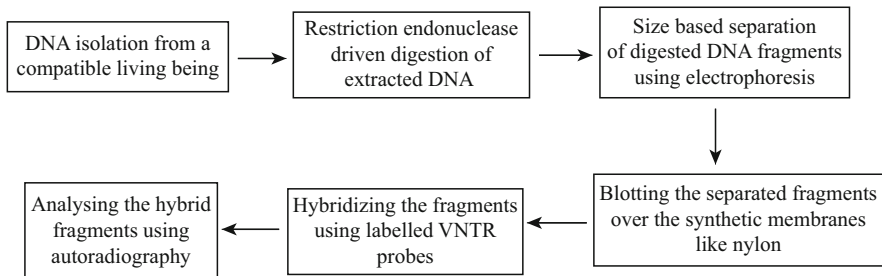 DNA isolation from a
compatible living being
Restriction endonuclease
driven digestion of
extracted DNA
Size based separation
of digested DNA fragments
using electrophoresis
Blotting the separated fragments
over the synthetic membranes
like nylon
Hybridizing the fragments
using labelled VNTR
probes
Analysing the hybrid
fragments using
autoradiography